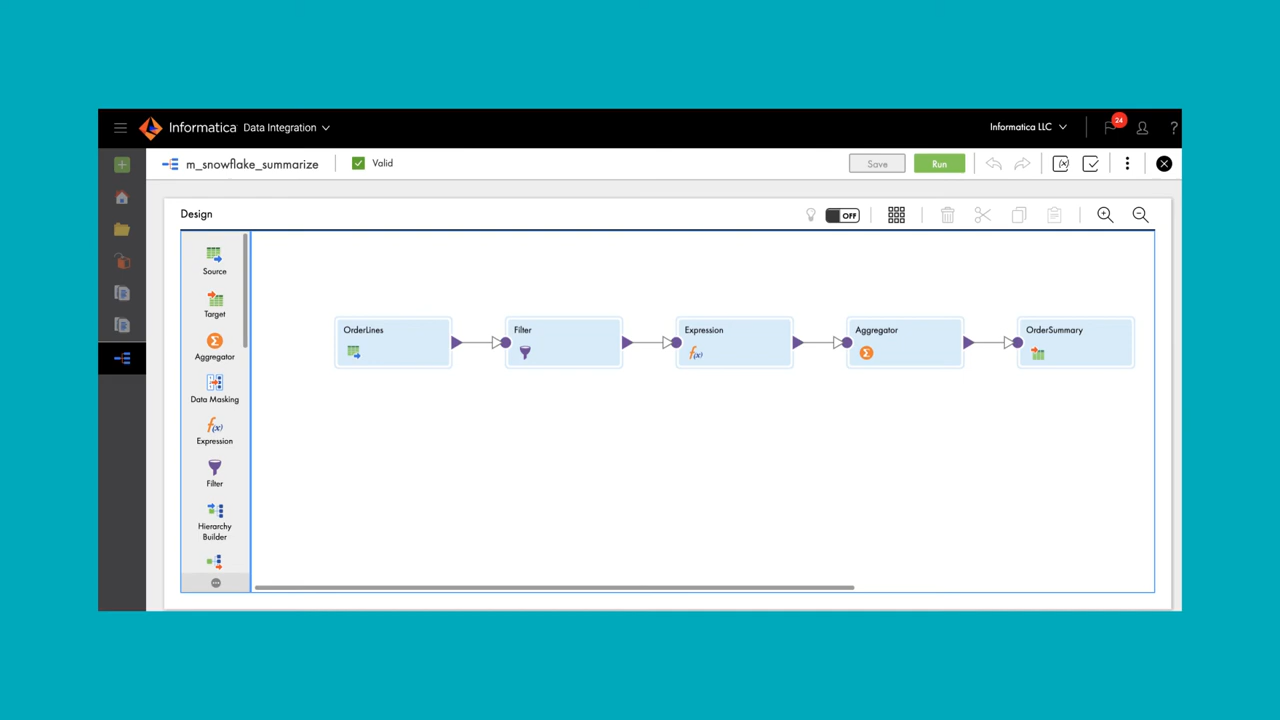 Informatica Data Integration
Informatica LLC
24
?
m_snowflake_summarize
Valid
Save
Run
Design
OFF
Source
Target
Aggregator
Data Masking
Expression
Filter
Hierarchy
Builder
OrderLines
Filter
f(x)
Expression
Aggregator
OrderSummary